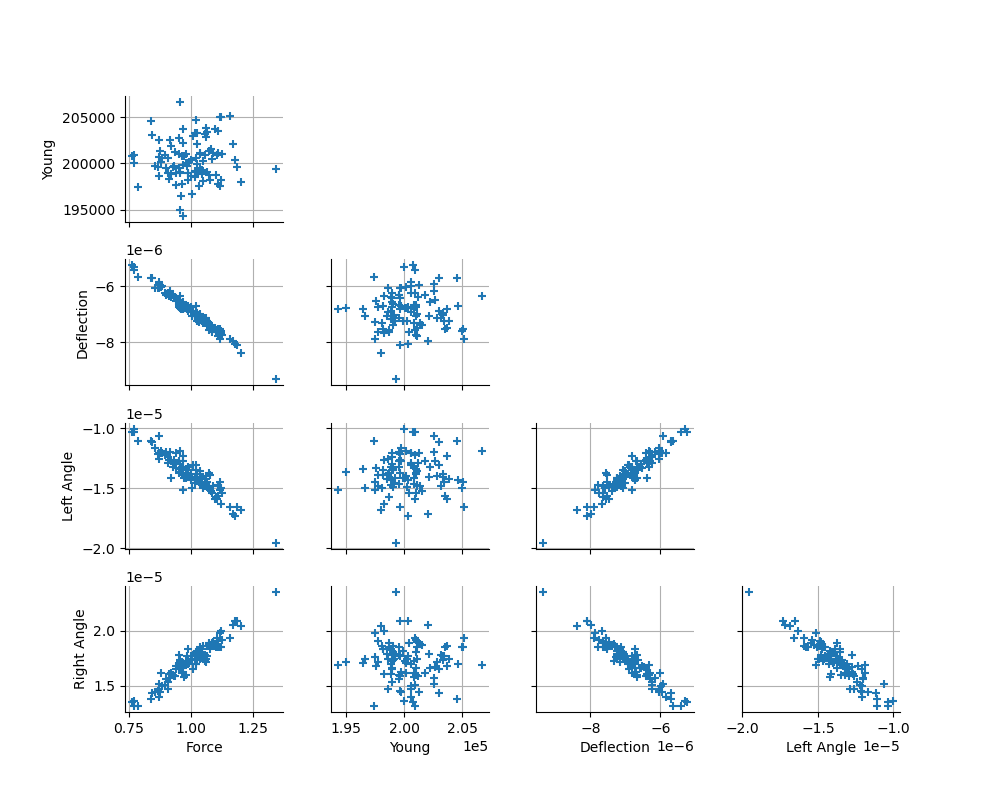 205000
200000
195000
Young
1e−6
−6
−8
Deflection
1e−5
−1.0
−1.5
−2.0
Left Angle
1e−5
2.0
1.5
Right Angle
0.75 1.00 1.25
Force
1.95 2.00 2.05
1e5
Young
−8 −6
1e−6
Deflection
−2.0 −1.5 −1.0
1e−5
Left Angle